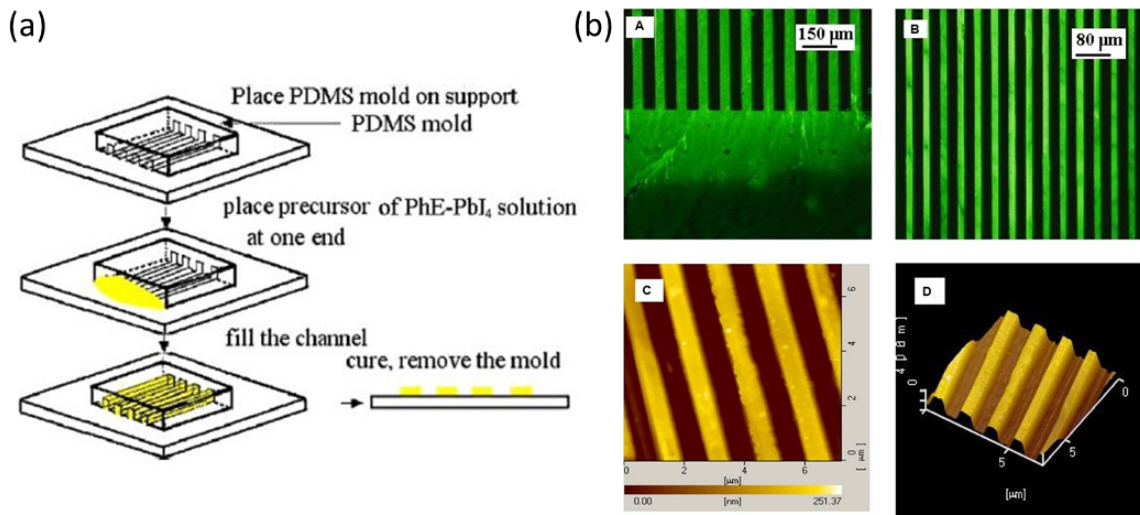 (a)
Place PDMS mold on support
PDMS mold
place precursor of PhE-PbI₄ solution
at one end
fill the channel
cure, remove the mold
(b)
A
150 μm
B
80 μm
C
6
4
2
0
[ μm ]
0
2
4
6
[μm]
0.00
[nm]
251.37
D
0
0
5
5
[μm]